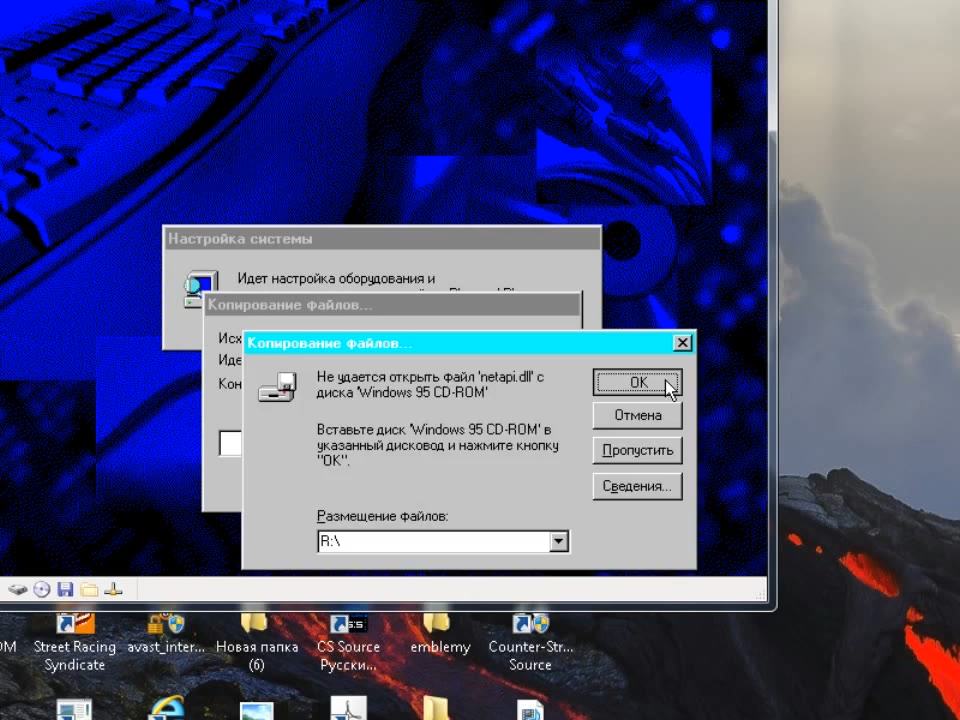 Настройка системы
Идет настройка оборудования и
Копирование файлов...
Исх
Иде
Кон
Копирование файлов...
Не удается открыть файл 'netapi.dll' с
диска 'Windows 95 CD-ROM'
Вставьте диск 'Windows 95 CD-ROM' в
указанный дисковод и нажмите кнопку
"OK".
OK
Отмена
Пропустить
Сведения...
Размещение файлов:
R:\
OM
Street Racing
Syndicate
avast_inter...
Новая папка
(6)
CS Source
Русски...
emblemy
Counter-Str...
Source